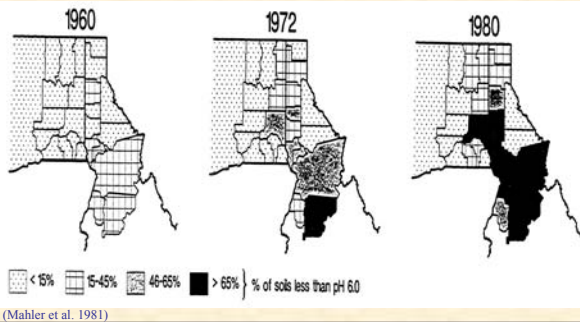 1960 1972 1980
< 15% 15-45% 46-65% > 65% } % of soils less than pH 6.0
(Mahler et al. 1981)